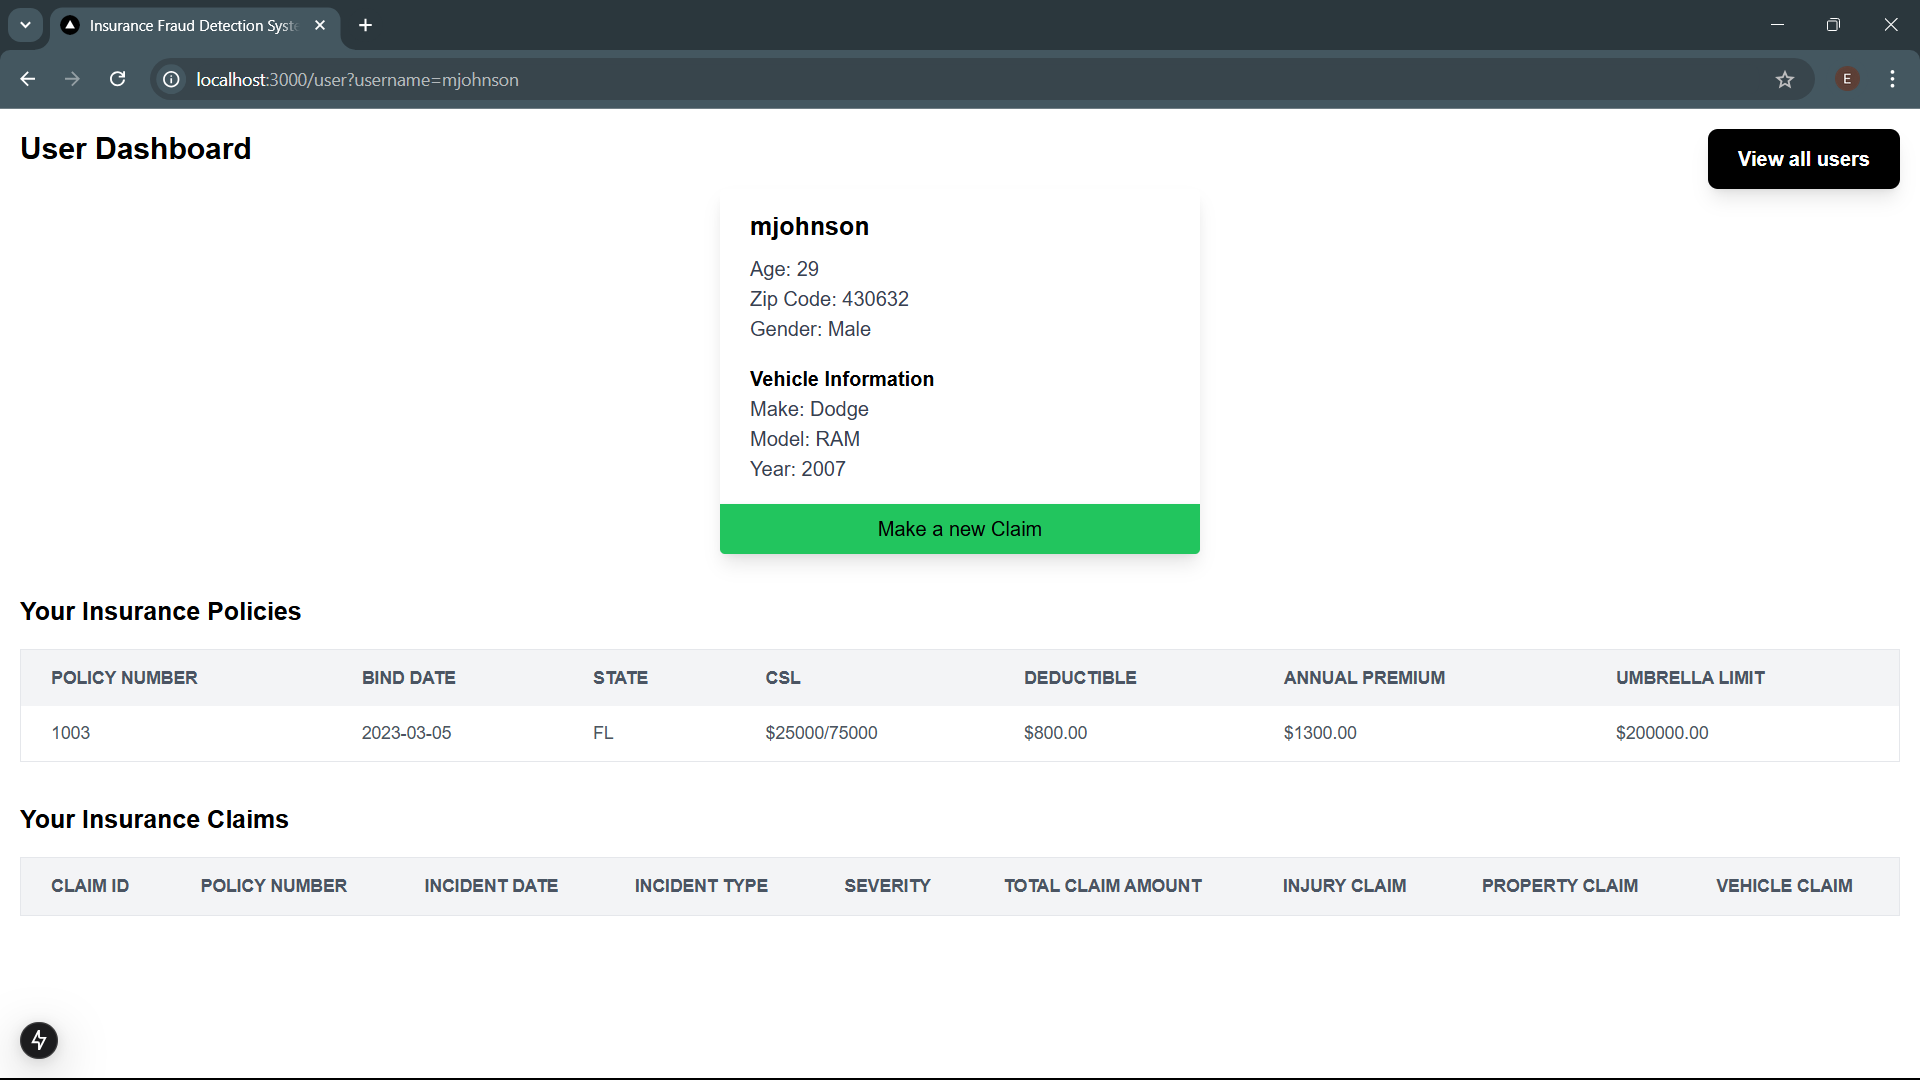 Insurance Fraud Detection Syste
localhost:3000/user?username=mjohnson
E
User Dashboard
View all users
mjohnson
Age: 29
Zip Code: 430632
Gender: Male
Vehicle Information
Make: Dodge
Model: RAM
Year: 2007
Make a new Claim
Your Insurance Policies
POLICY NUMBER BIND DATE STATE CSL DEDUCTIBLE ANNUAL PREMIUM UMBRELLA LIMIT
1003 2023-03-05 FL $25000/75000 $800.00 $1300.00 $200000.00
Your Insurance Claims
CLAIM ID POLICY NUMBER INCIDENT DATE INCIDENT TYPE SEVERITY TOTAL CLAIM AMOUNT INJURY CLAIM PROPERTY CLAIM VEHICLE CLAIM